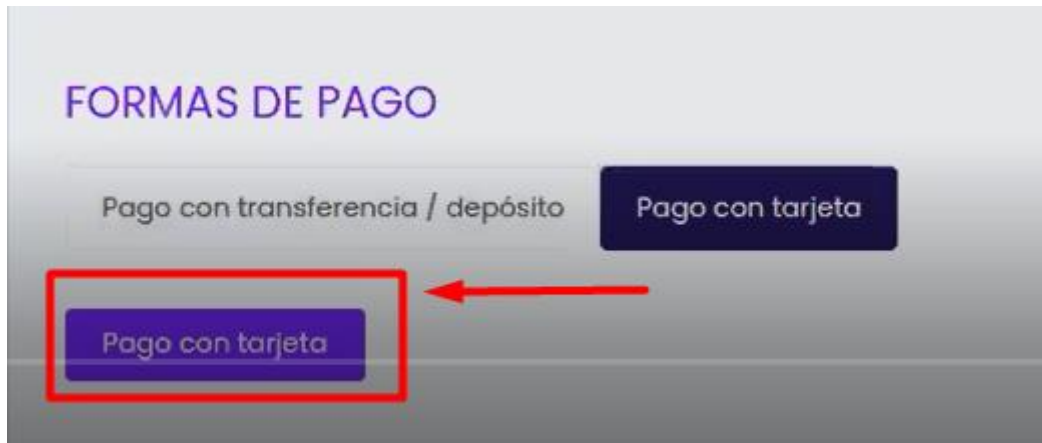 FORMAS DE PAGO
Pago con transferencia / depósito Pago con tarjeta
Pago con tarjeta